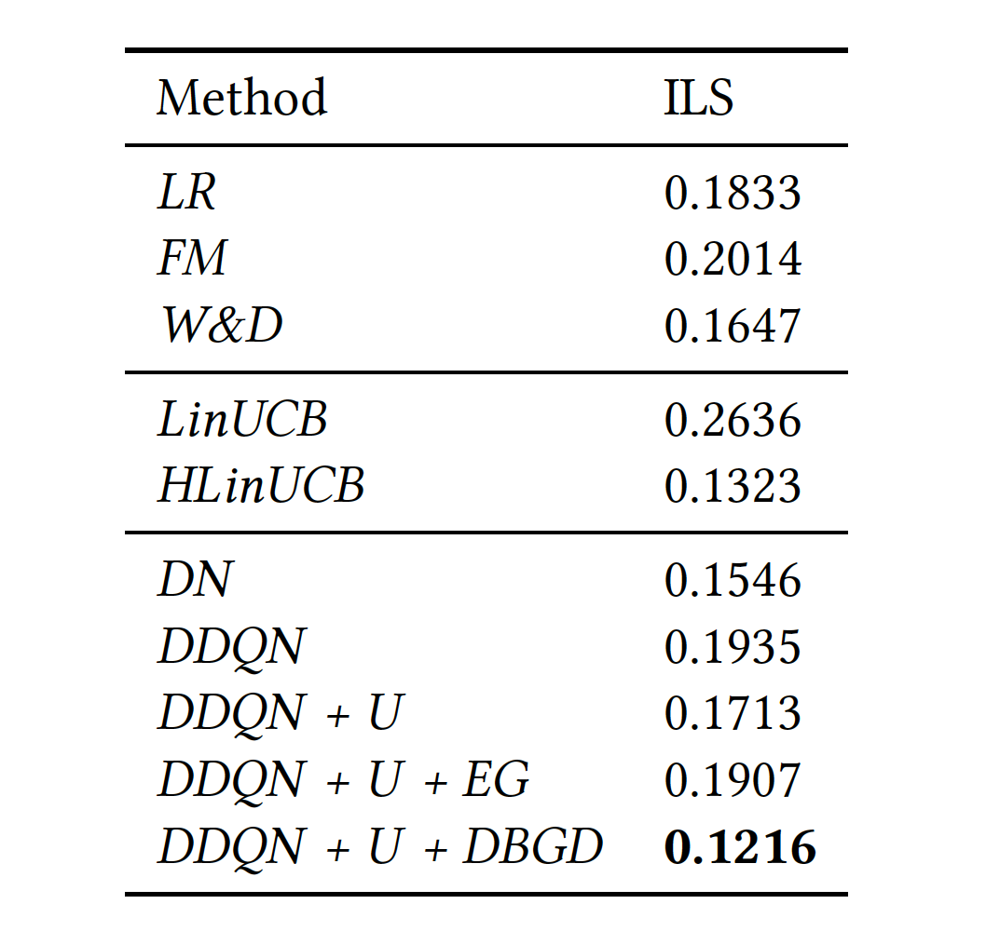 Method ILS
LR 0.1833
FM 0.2014
W&D 0.1647
LinUCB 0.2636
HLinUCB 0.1323
DN 0.1546
DDQN 0.1935
DDQN + U 0.1713
DDQN + U + EG 0.1907
DDQN + U + DBGD 0.1216